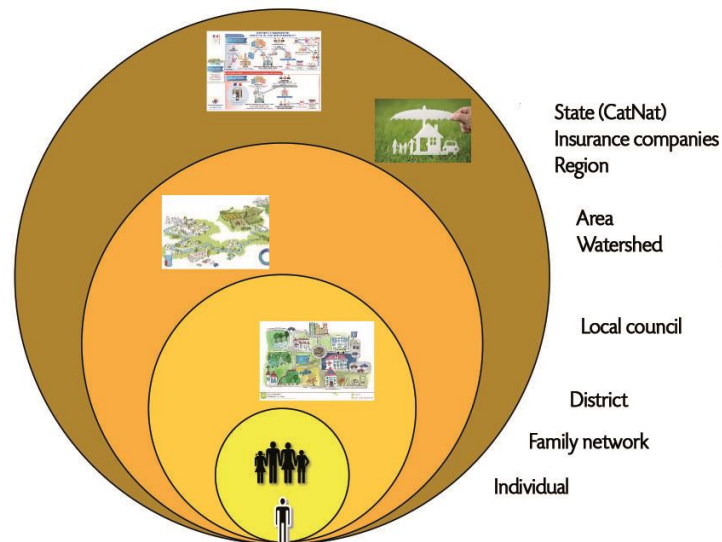 State (CatNat)
Insurance companies
Region
Area
Watershed
Local council
District
Family network
Individual